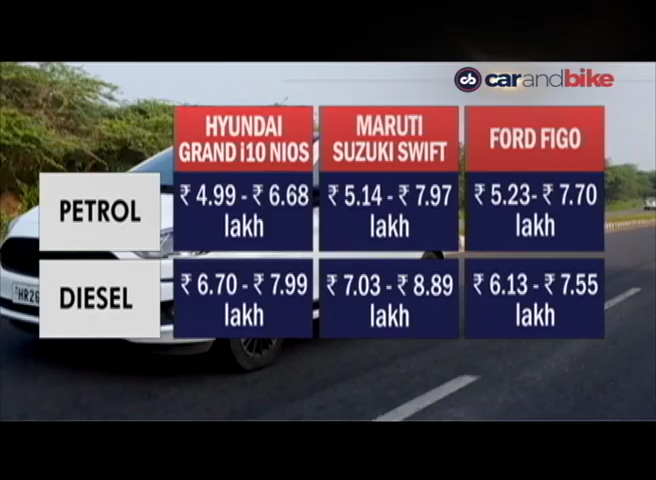 carandbike
HYUNDAI
GRAND i10 NIOS
MARUTI
SUZUKI SWIFT
FORD FIGO
PETROL
₹ 4.99 - ₹ 6.68
lakh
₹ 5.14 - ₹ 7.97
lakh
₹ 5.23- ₹ 7.70
lakh
DIESEL
₹ 6.70 - ₹ 7.99
lakh
₹ 7.03 - ₹ 8.89
lakh
₹ 6.13 - ₹ 7.55
lakh
HR26